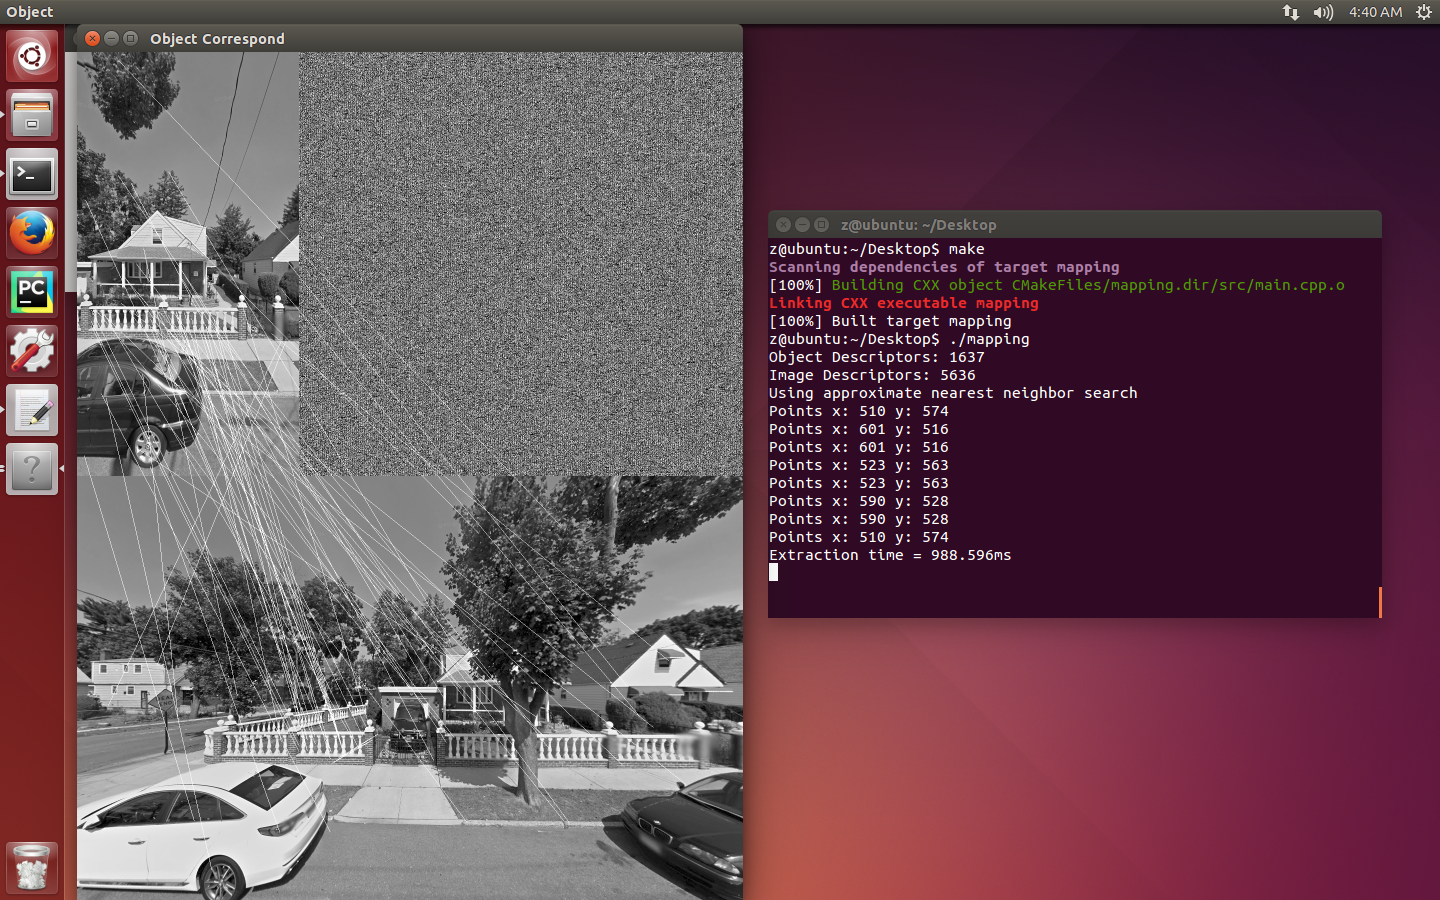 Object
4:40 AM
Object Correspond
PC
z@ubuntu: ~/Desktop
z@ubuntu:~/Desktop$ make
Scanning dependencies of target mapping
[100%] Building CXX object CMakeFiles/mapping.dir/src/main.cpp.o
Linking CXX executable mapping
[100%] Built target mapping
z@ubuntu:~/Desktop$ ./mapping
Object Descriptors: 1637
Image Descriptors: 5636
Using approximate nearest neighbor search
Points x: 510 y: 574
Points x: 601 y: 516
Points x: 601 y: 516
Points x: 523 y: 563
Points x: 523 y: 563
Points x: 590 y: 528
Points x: 590 y: 528
Points x: 510 y: 574
Extraction time = 988.596ms